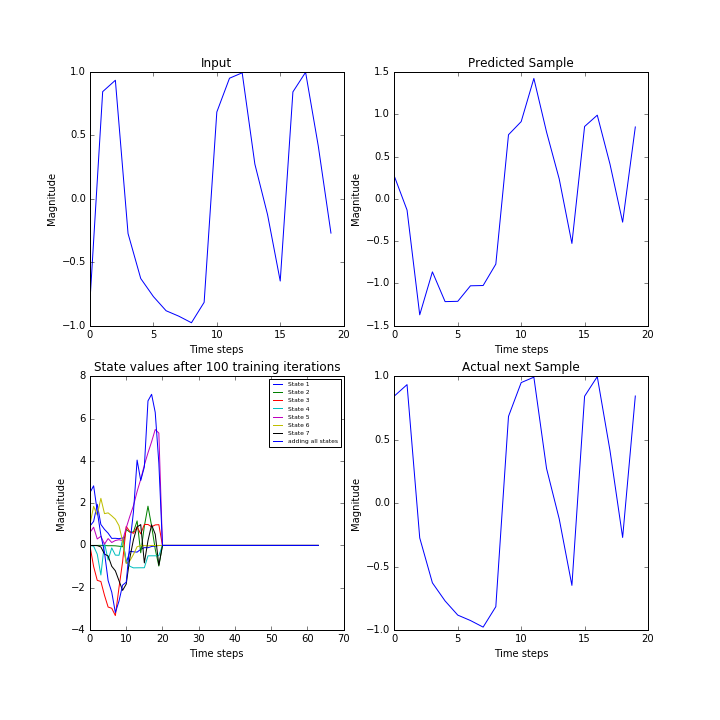 Input
1.0
0.5
0.0
−0.5
−1.0
Magnitude
0 5 10 15 20
Time steps
Predicted Sample
1.5
1.0
0.5
0.0
−0.5
−1.0
−1.5
Magnitude
0 5 10 15 20
Time steps
State values after 100 training iterations
8
6
4
2
0
−2
−4
Magnitude
State 1
State 2
State 3
State 4
State 5
State 6
State 7
adding all states
0 10 20 30 40 50 60 70
Time steps
Actual next Sample
1.0
0.5
0.0
−0.5
−1.0
Magnitude
0 5 10 15 20
Time steps